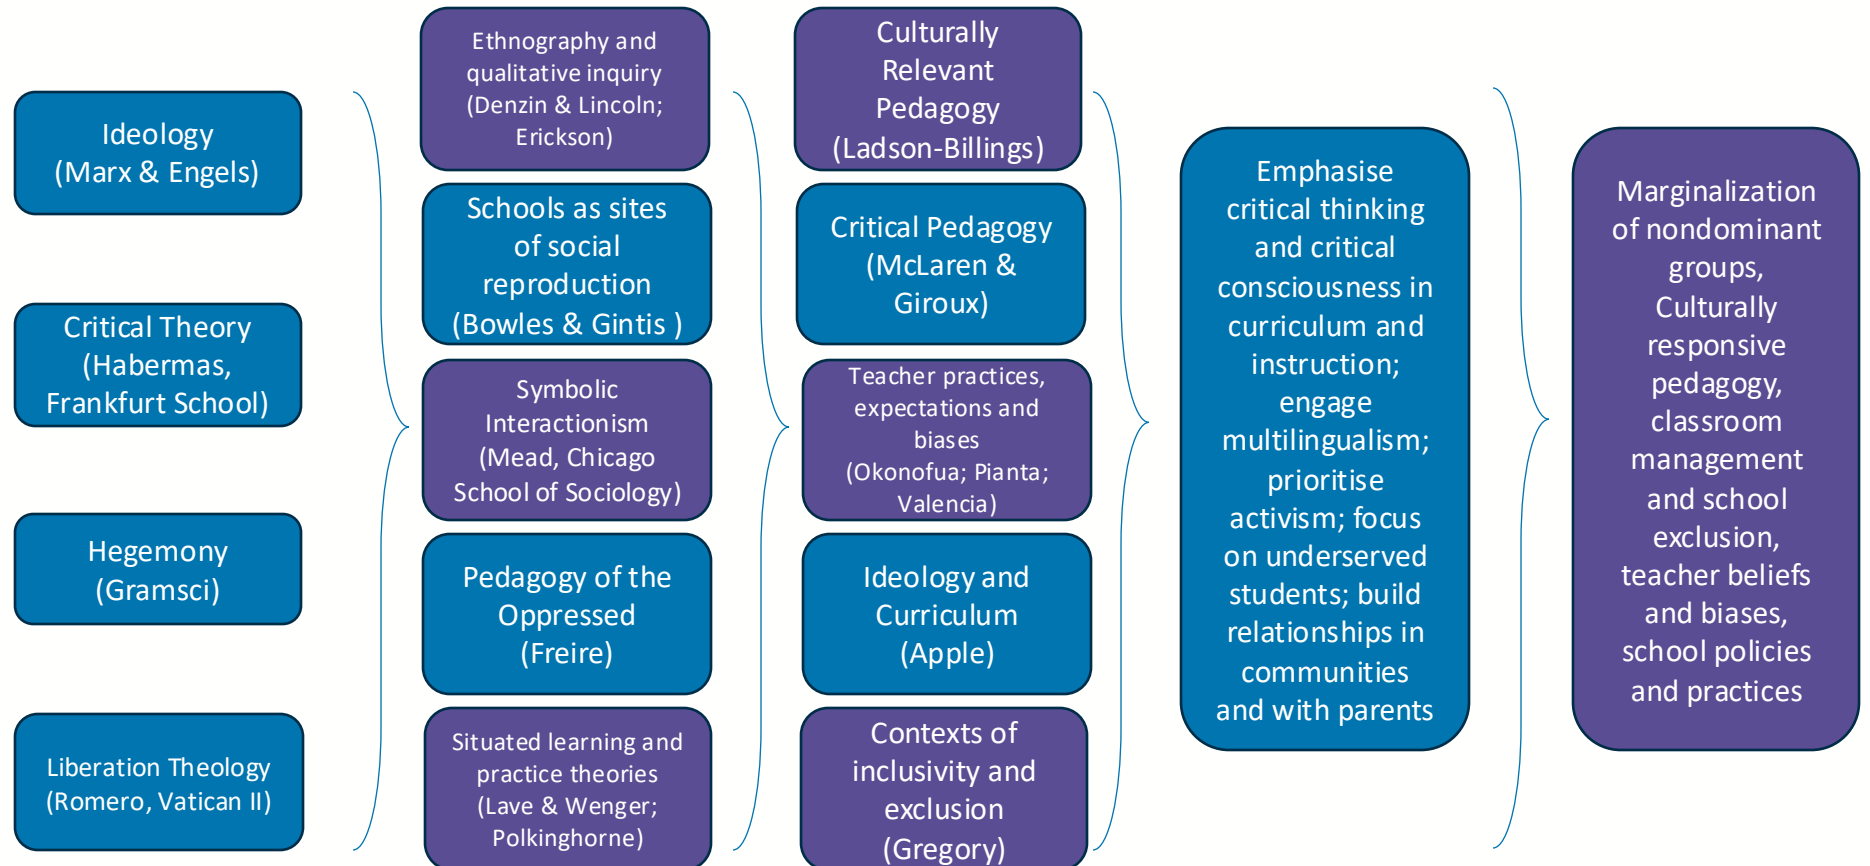 Ideology
(Marx & Engels)
Critical Theory
(Habermas,
Frankfurt School)
Hegemony
(Gramsci)
Liberation Theology
(Romero, Vatican II)
Ethnography and
qualitative inquiry
(Denzin & Lincoln;
Erickson)
Schools as sites
of social
reproduction
(Bowles & Gintis )
Symbolic
Interactionism
(Mead, Chicago
School of Sociology)
Pedagogy of the
Oppressed
(Freire)
Situated learning and
practice theories
(Lave & Wenger;
Polkinghorne)
Culturally
Relevant
Pedagogy
(Ladson-Billings)
Critical Pedagogy
(McLaren &
Giroux)
Teacher practices,
expectations and
biases
(Okonofua; Pianta;
Valencia)
Ideology and
Curriculum
(Apple)
Contexts of
inclusivity and
exclusion
(Gregory)
Emphasise
critical thinking
and critical
consciousness in
curriculum and
instruction;
engage
multilingualism;
prioritise
activism; focus
on underserved
students; build
relationships in
communities
and with parents
Marginalization
of nondominant
groups,
Culturally
responsive
pedagogy,
classroom
management
and school
exclusion,
teacher beliefs
and biases,
school policies
and practices